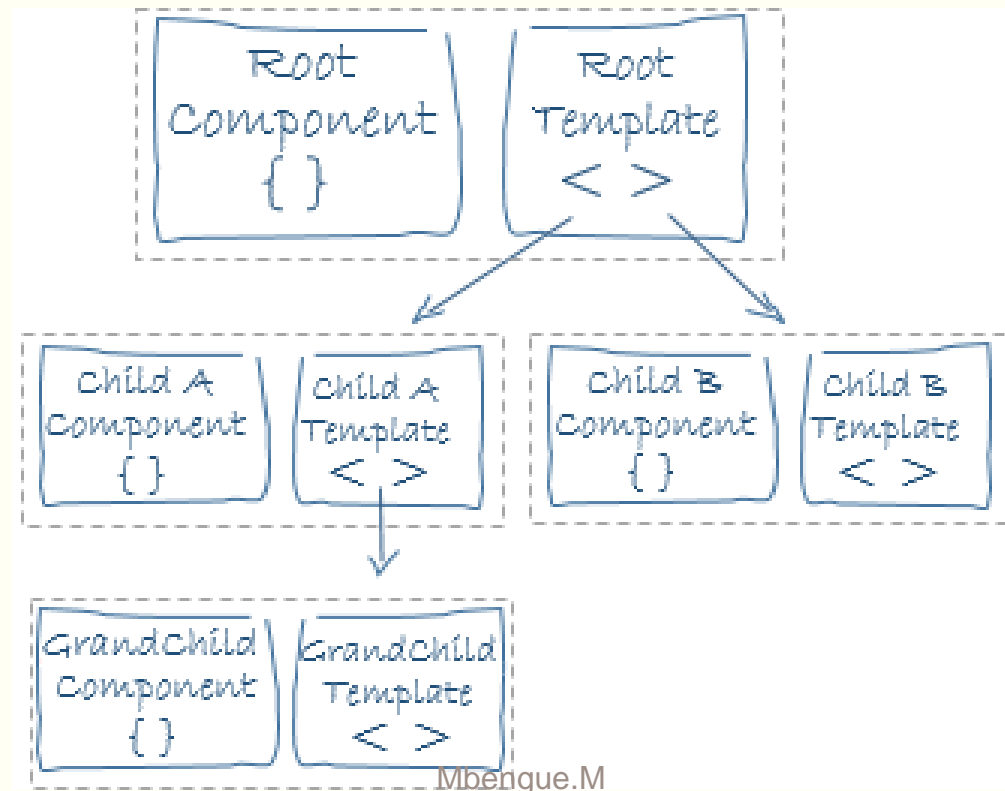 Root
Component
{ }
Root
Template
< >
Child A
Component
{ }
Child A
Template
< >
Child B
Component
{ }
Child B
Template
< >
GrandChild
Component
{ }
GrandChild
Template
< >
Mbengue.M